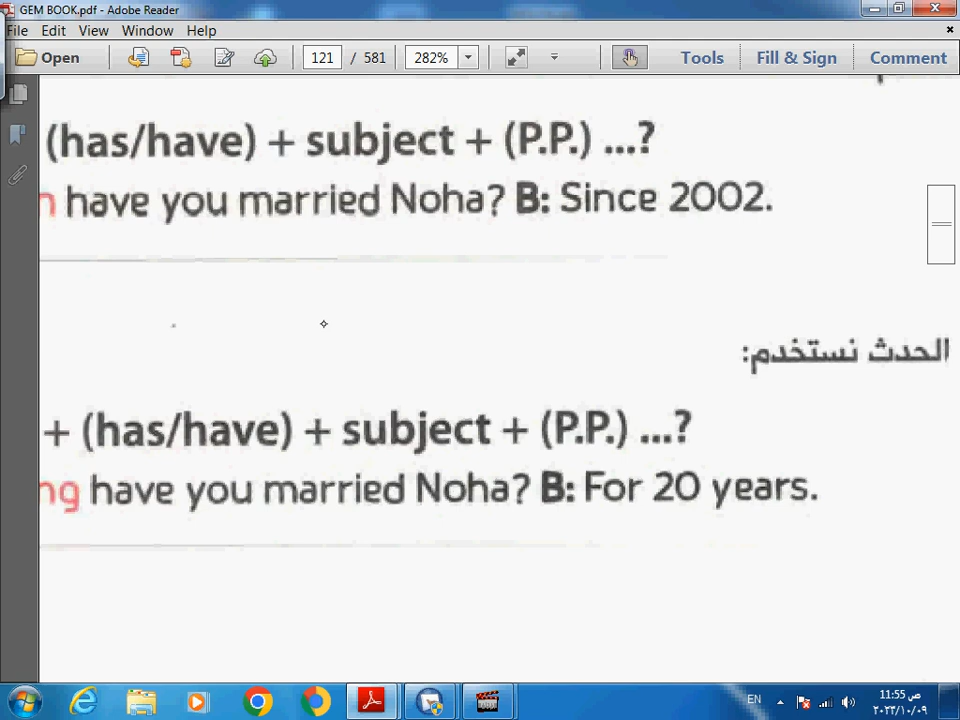 GEM BOOK.pdf - Adobe Reader
File Edit View Window Help
Open 121 / 581 282% Tools Fill & Sign Comment
(has/have) + subject + (P.P.) ...?
n have you married Noha? B: Since 2002.
الحدث نستخدم:
+ (has/have) + subject + (P.P.) ...?
ng have you married Noha? B: For 20 years.
EN
11:55 ص
٢٠٢٣/١٠/٠٩